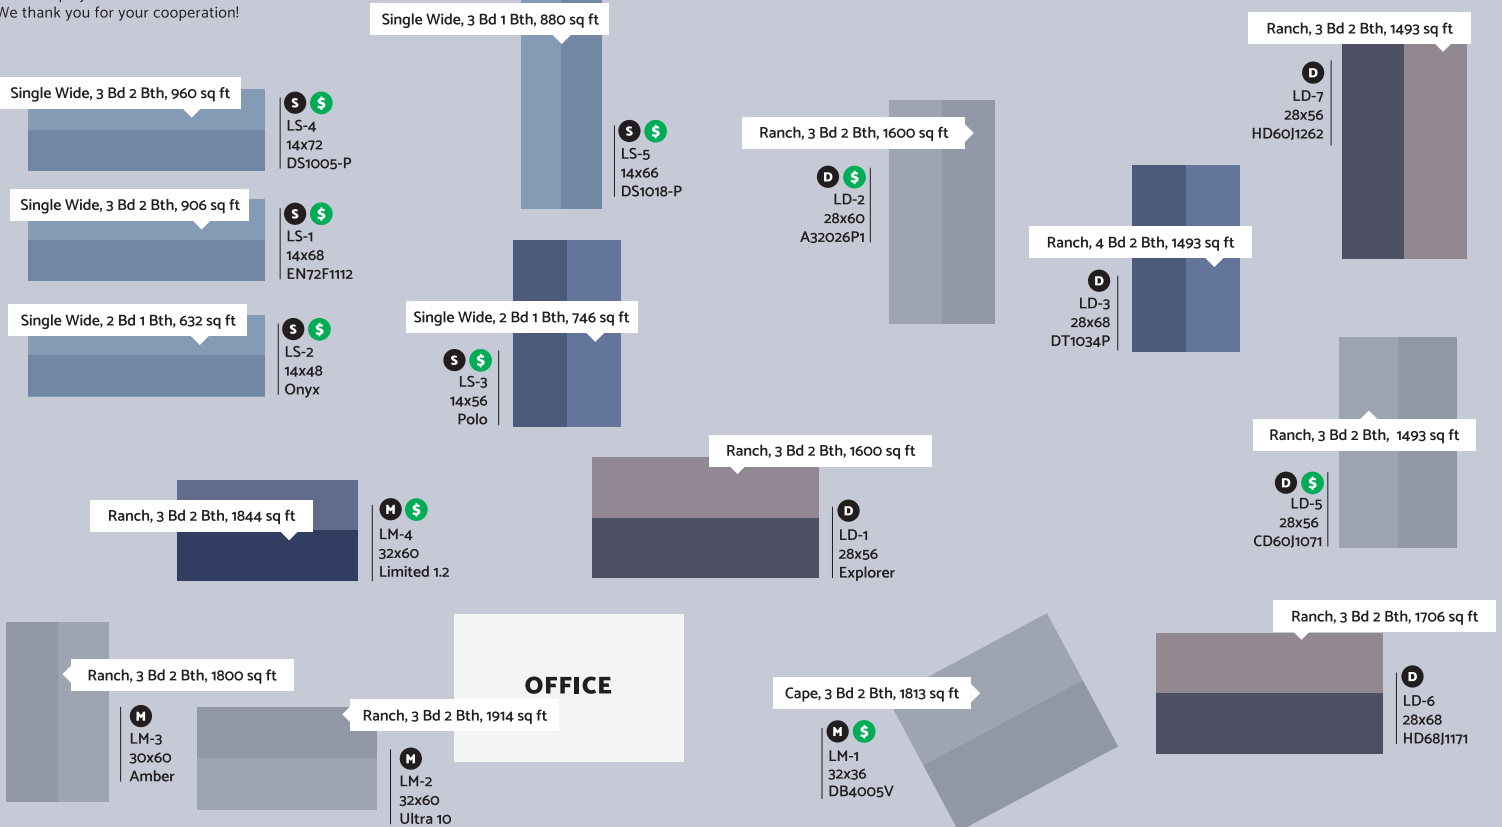 We thank you for your cooperation!
Single Wide, 3 Bd 2 Bth, 960 sq ft
S $
LS-4
14x72
DS1005-P
Single Wide, 3 Bd 2 Bth, 906 sq ft
S $
LS-1
14x68
EN72F1112
Single Wide, 2 Bd 1 Bth, 632 sq ft
S $
LS-2
14x48
Onyx
Single Wide, 3 Bd 1 Bth, 880 sq ft
S $
LS-5
14x66
DS1018-P
Single Wide, 2 Bd 1 Bth, 746 sq ft
S $
LS-3
14x56
Polo
Ranch, 3 Bd 2 Bth, 1600 sq ft
D $
LD-2
28x60
A32026P1
Ranch, 4 Bd 2 Bth, 1493 sq ft
D
LD-3
28x68
DT1034P
Ranch, 3 Bd 2 Bth, 1493 sq ft
D
LD-7
28x56
HD60J1262
Ranch, 3 Bd 2 Bth, 1493 sq ft
D $
LD-5
28x56
CD60J1071
Ranch, 3 Bd 2 Bth, 1844 sq ft
M $
LM-4
32x60
Limited 1.2
Ranch, 3 Bd 2 Bth, 1600 sq ft
D
LD-1
28x56
Explorer
Ranch, 3 Bd 2 Bth, 1800 sq ft
M
LM-3
30x60
Amber
OFFICE
Ranch, 3 Bd 2 Bth, 1914 sq ft
M
LM-2
32x60
Ultra 10
Cape, 3 Bd 2 Bth, 1813 sq ft
M $
LM-1
32x36
DB4005V
Ranch, 3 Bd 2 Bth, 1706 sq ft
D
LD-6
28x68
HD68J1171